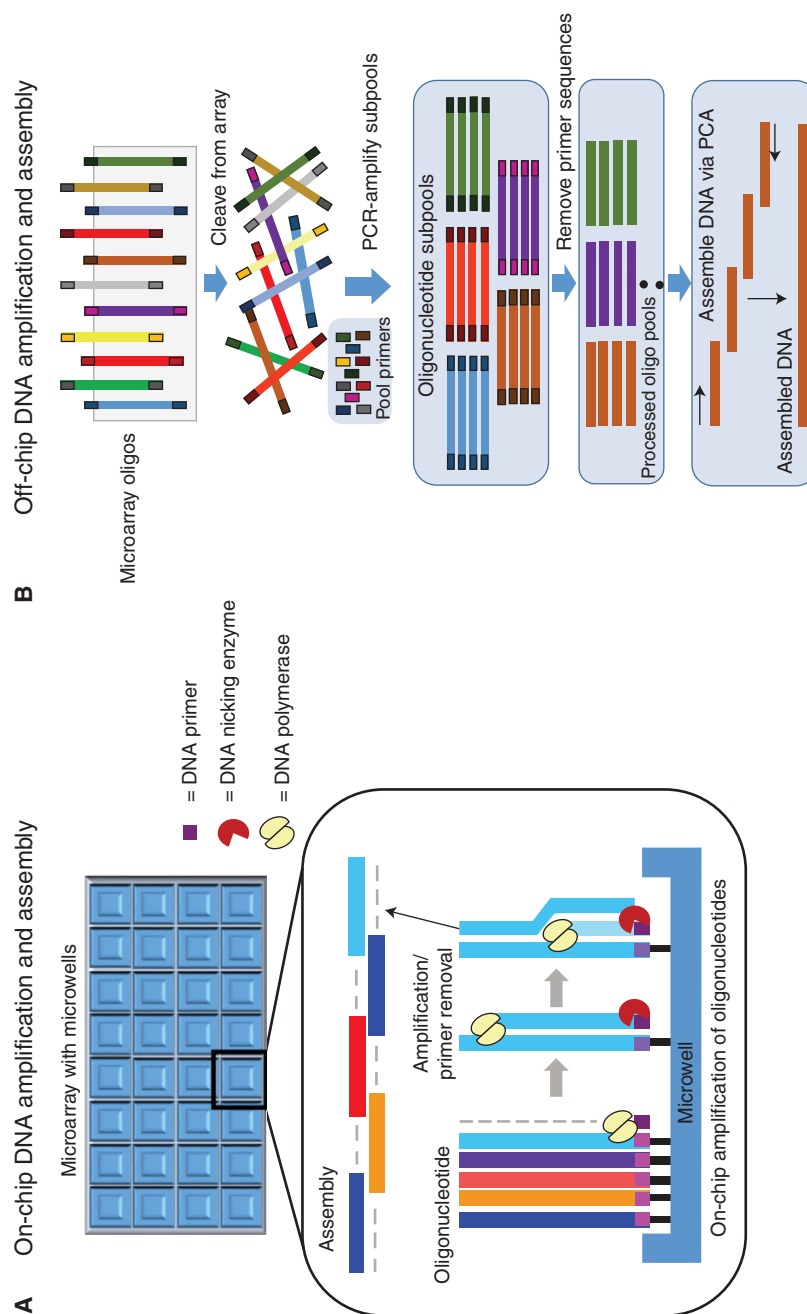 A On-chip DNA amplification and assembly
Microarray with microwells
= DNA primer
= DNA nicking enzyme
= DNA polymerase
Assembly
Amplification/
primer removal
Oligonucleotide
Microwell
On-chip amplification of oligonucleotides
B Off-chip DNA amplification and assembly
Microarray oligos
Cleave from array
Pool primers
PCR-amplify subpools
Oligonucleotide subpools
Remove primer sequences
Processed oligo pools
Assemble DNA via PCA
Assembled DNA